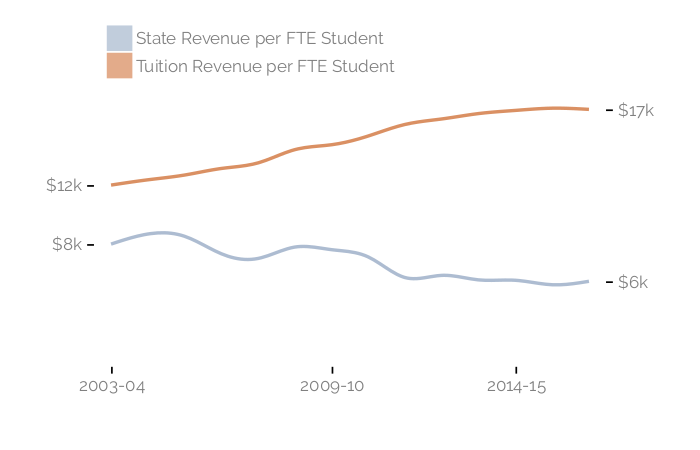 State Revenue per FTE Student
Tuition Revenue per FTE Student
$17k
$12k
$8k
$6k
2003-04
2009-10
2014-15